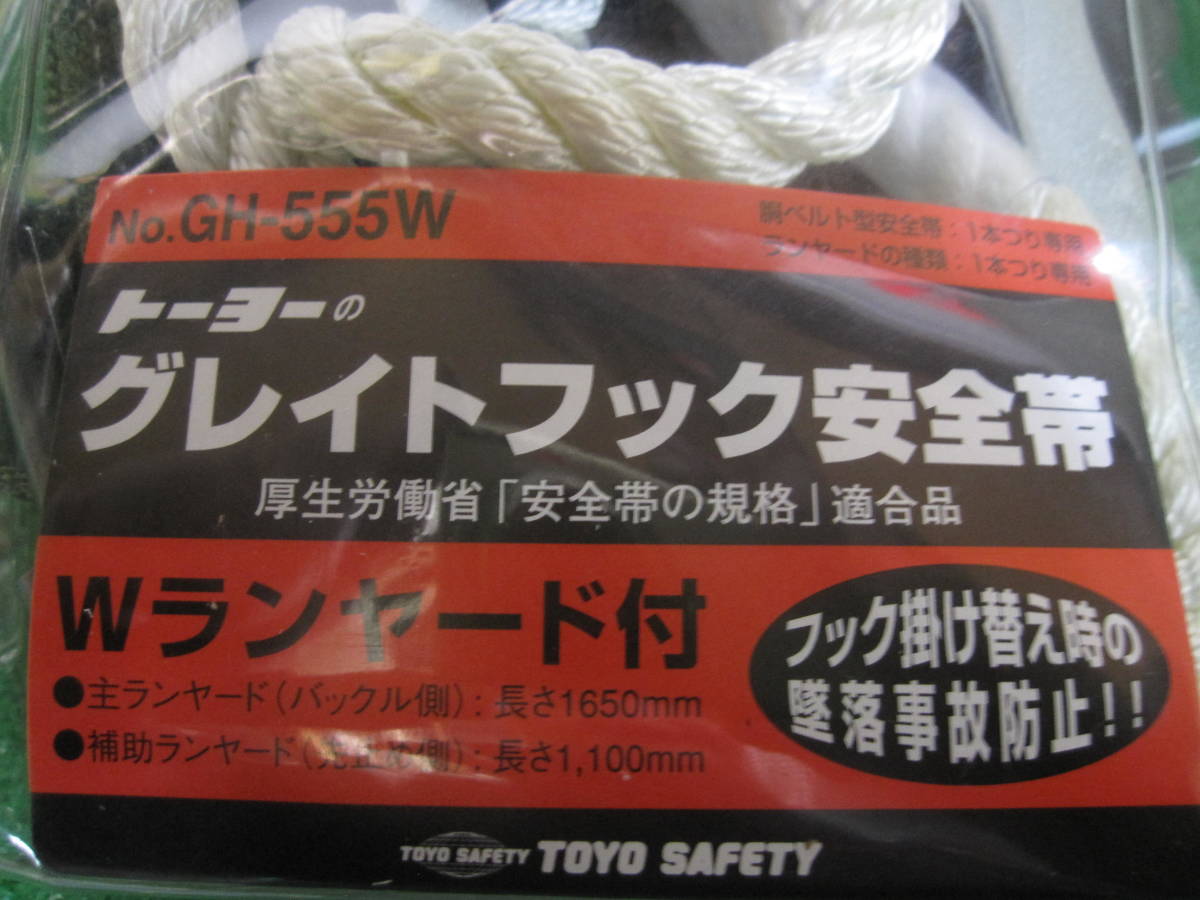 No.GH-555W
胴ベルト型安全帯：1本つり専用
ランヤードの種類：1本つり専用
トーヨーの
グレイトフック安全帯
厚生労働省「安全帯の規格」適合品
Wランヤード付
●主ランヤード(バックル側)：長さ1650mm
●補助ランヤード(先止め側)：長さ1,100mm
フック掛け替え時の
墜落事故防止!!
TOYO SAFETY TOYO SAFETY